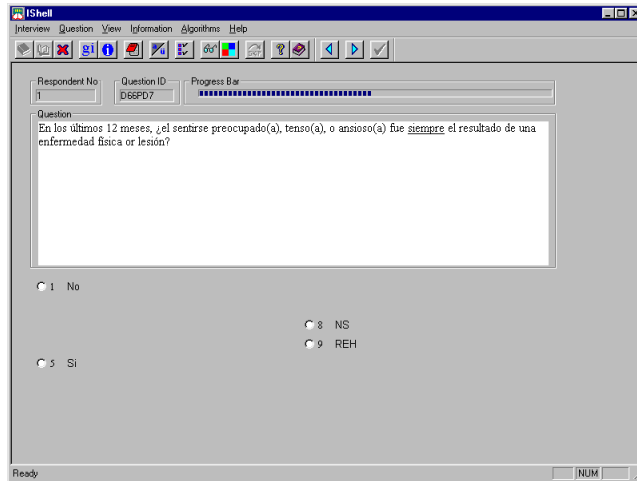 IShell
Interview Question View Information Algorithms Help
gi
Respondent No
1
Question ID
D66PD7
Progress Bar
Question
En los últimos 12 meses, ¿el sentirse preocupado(a), tenso(a), o ansioso(a) fue siempre el resultado de una
enfermedad física or lesión?
1 No
8 NS
9 REH
5 Si
Ready
NUM